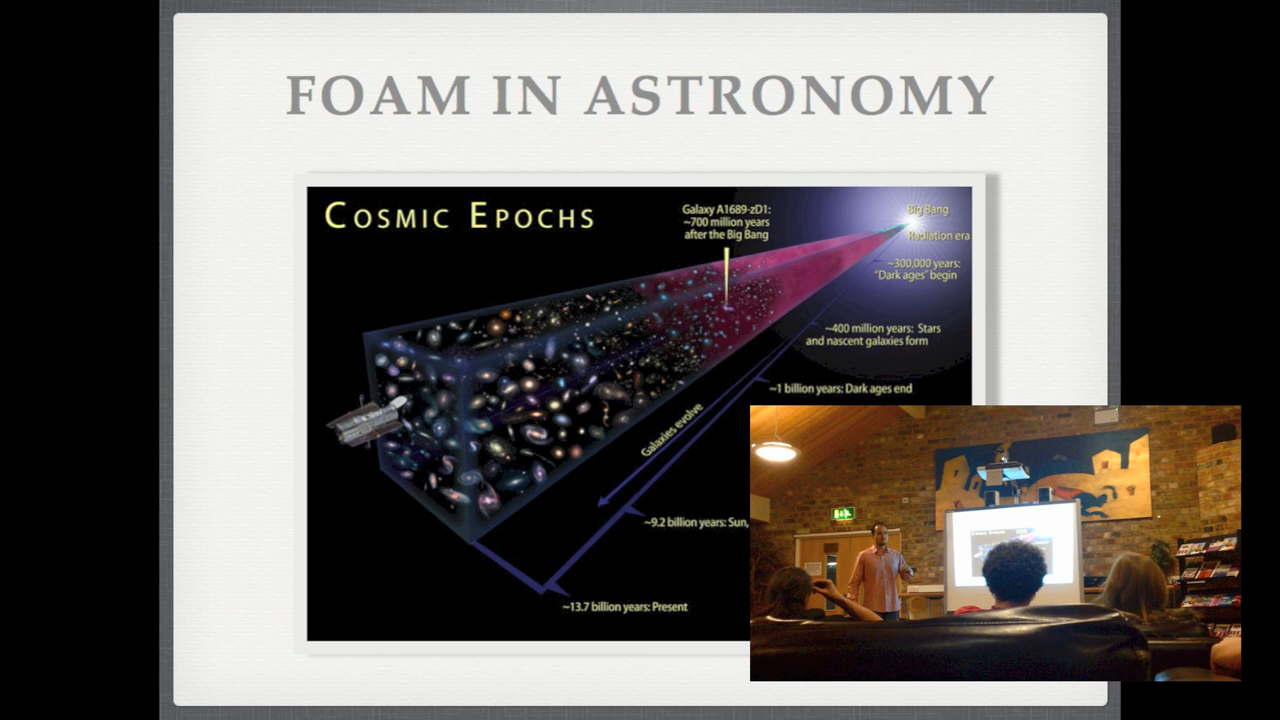 FOAM IN ASTRONOMY
COSMIC EPOCHS
Galaxy A1689-zD1:
~700 million years
after the Big Bang
Big Bang
Radiation era
~300,000 years:
"Dark ages" begin
~400 million years: Stars
and nascent galaxies form
~1 billion years: Dark ages end
Galaxies evolve
~9.2 billion years: Sun,
~13.7 billion years: Present
COSMIC EPOCHS